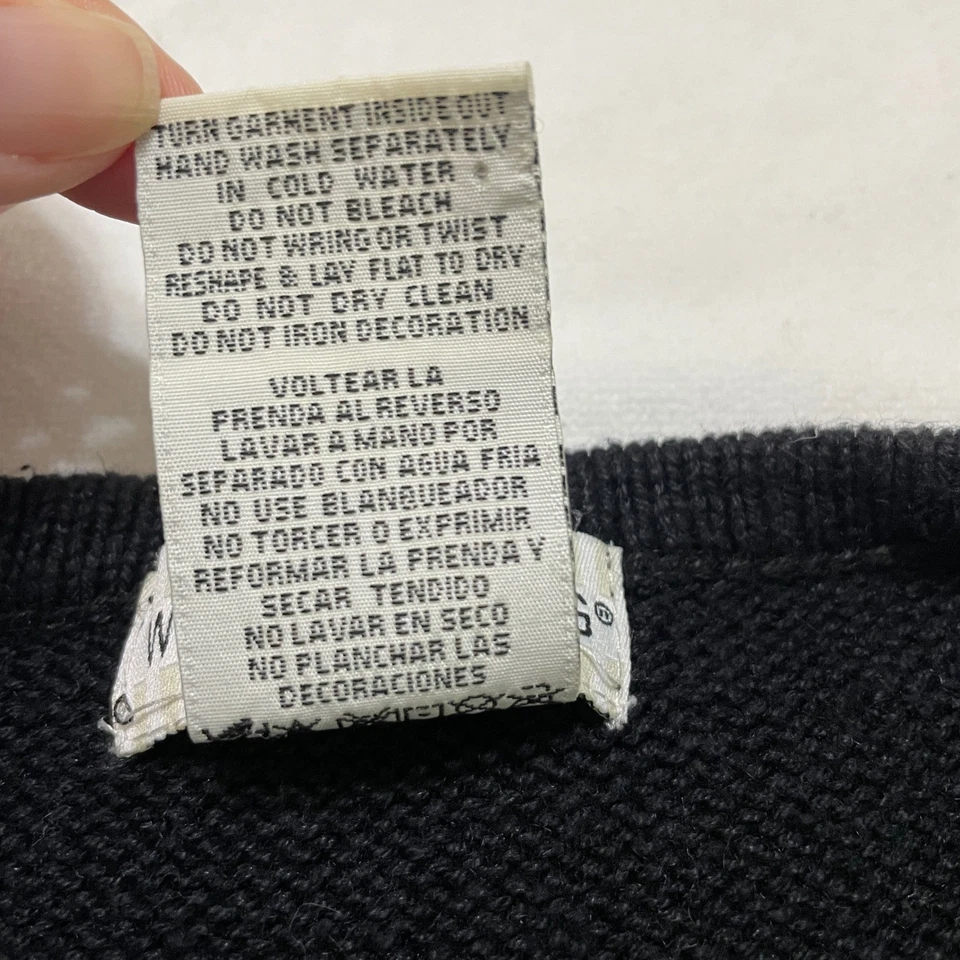 TURN GARMENT INSIDE OUT
HAND WASH SEPARATELY
IN COLD WATER
DO NOT BLEACH
DO NOT WRING OR TWIST
RESHAPE & LAY FLAT TO DRY
DO NOT DRY CLEAN
DO NOT IRON DECORATION
VOLTEAR LA
PRENDA AL REVERSO
LAVAR A MANO POR
SEPARADO CON AGUA FRIA
NO USE BLANQUEADOR
NO TORCER O EXPRIMIR
REFORMAR LA PRENDA Y
SECAR TENDIDO
NO LAVAR EN SECO
NO PLANCHAR LAS
DECORACIONES